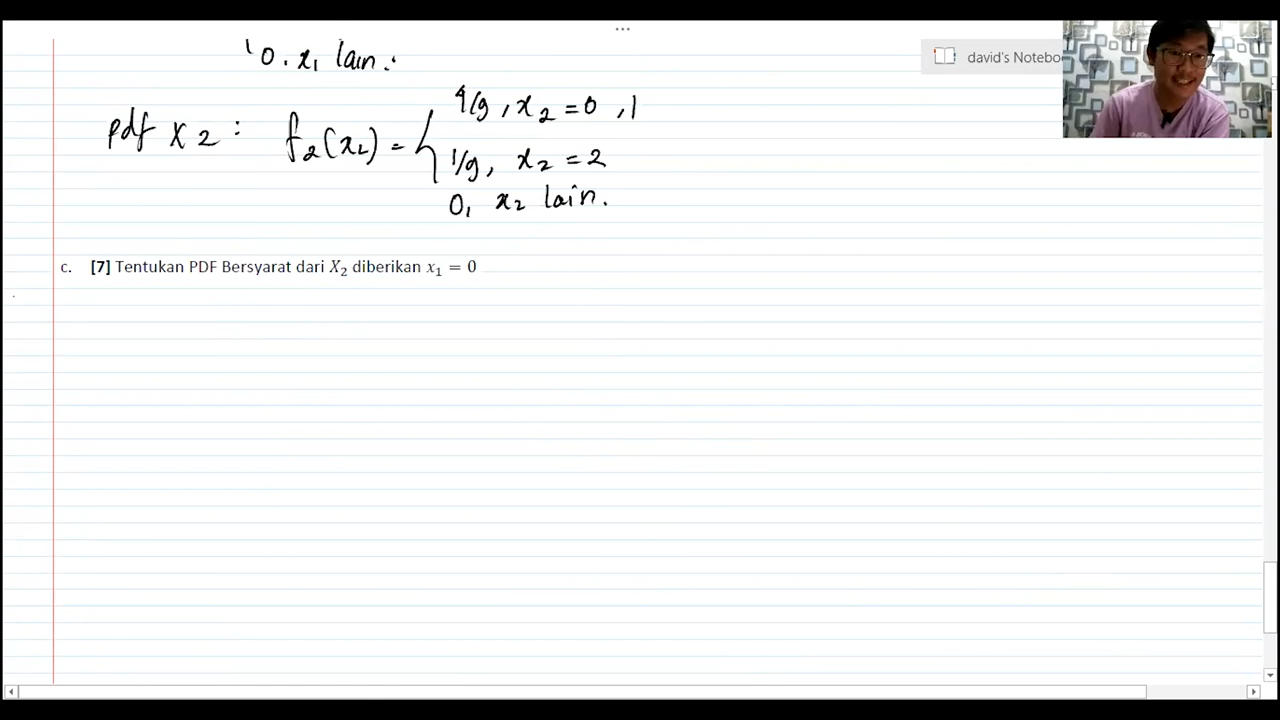 0, x₁ lain.
david's Notebo
pdf X2 : f₂(x₂) = { 4/9, x₂ = 0, 1
1/9, x₂ = 2
0, x₂ lain.
c. [7] Tentukan PDF Bersyarat dari X₂ diberikan x₁ = 0